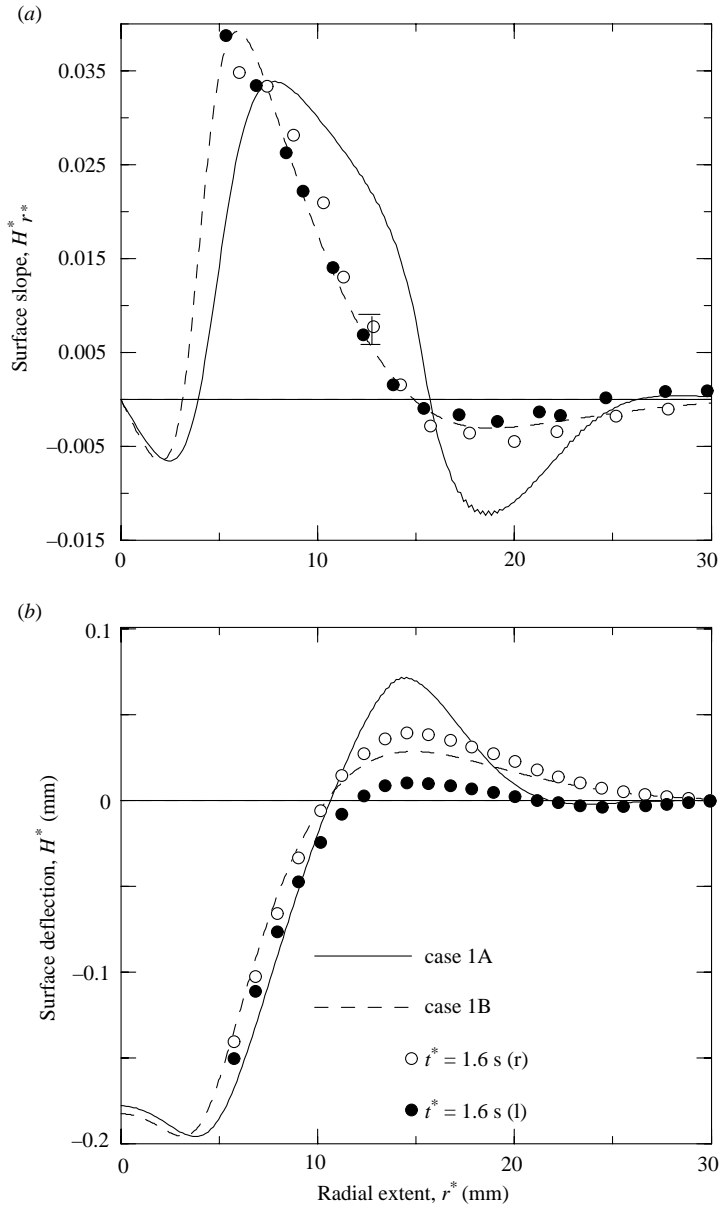 (a)
0.035
0.025
0.015
0.005
−0.005
−0.015
Surface slope, H*r*
0 10 20 30
(b)
0.1
0
−0.1
−0.2
Surface deflection, H* (mm)
case 1A
case 1B
t* = 1.6 s (r)
t* = 1.6 s (l)
0 10 20 30
Radial extent, r* (mm)